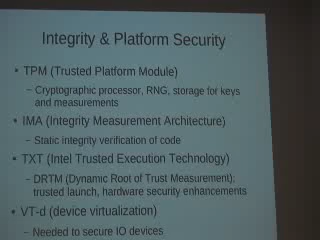 Integrity & Platform Security
• TPM (Trusted Platform Module)
– Cryptographic processor, RNG, storage for keys
and measurements
• IMA (Integrity Measurement Architecture)
– Static integrity verification of code
• TXT (Intel Trusted Execution Technology)
– DRTM (Dynamic Root of Trust Measurement);
trusted launch, hardware security enhancements
• VT-d (device virtualization)
– Needed to secure IO devices